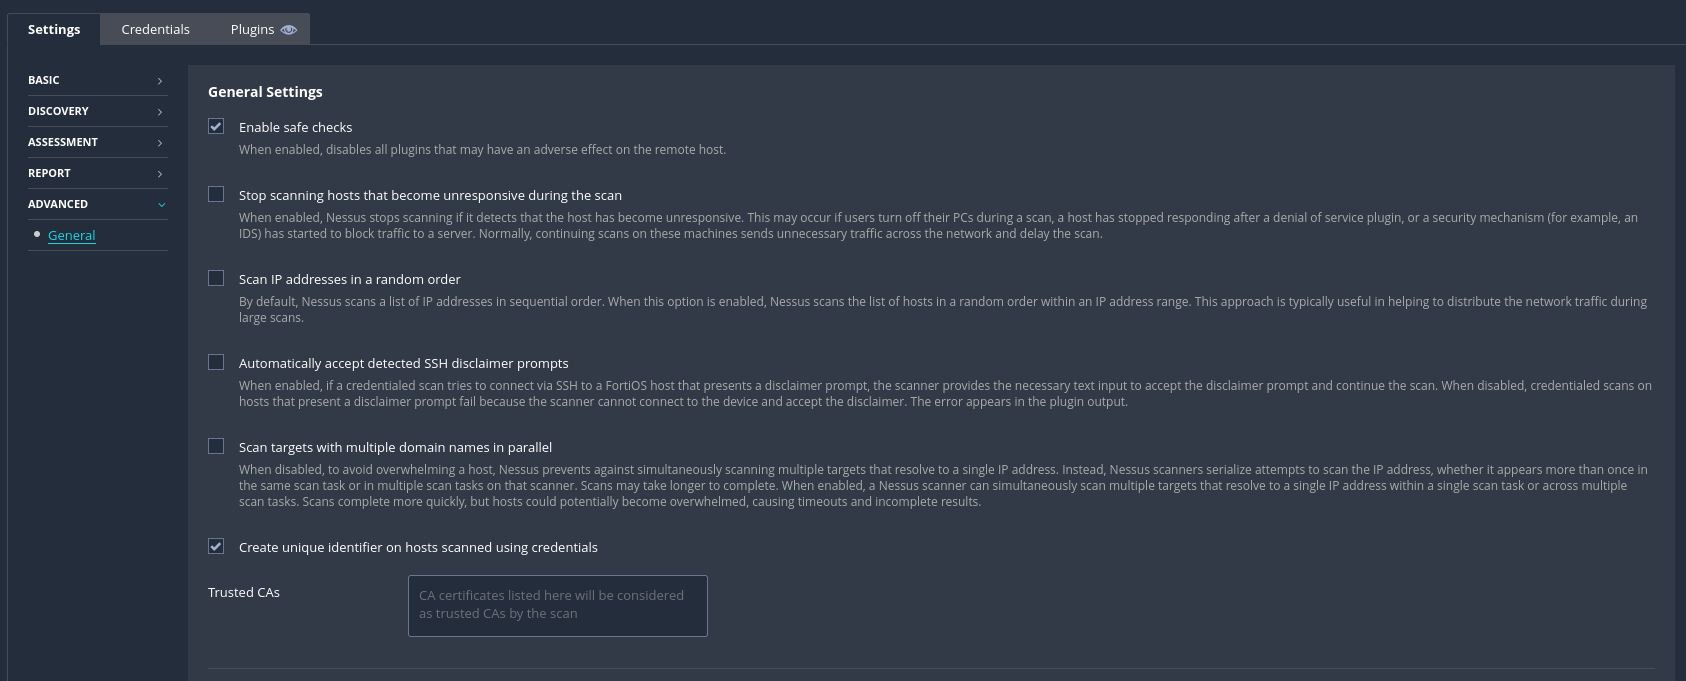 Settings
Credentials
Plugins
BASIC
DISCOVERY
ASSESSMENT
REPORT
ADVANCED
General
General Settings
Enable safe checks
When enabled, disables all plugins that may have an adverse effect on the remote host.
Stop scanning hosts that become unresponsive during the scan
When enabled, Nessus stops scanning if it detects that the host has become unresponsive. This may occur if users turn off their PCs during a scan, a host has stopped responding after a denial of service plugin, or a security mechanism (for example, an
IDS) has started to block traffic to a server. Normally, continuing scans on these machines sends unnecessary traffic across the network and delay the scan.
Scan IP addresses in a random order
By default, Nessus scans a list of IP addresses in sequential order. When this option is enabled, Nessus scans the list of hosts in a random order within an IP address range. This approach is typically useful in helping to distribute the network traffic during
large scans.
Automatically accept detected SSH disclaimer prompts
When enabled, if a credentialed scan tries to connect via SSH to a FortiOS host that presents a disclaimer prompt, the scanner provides the necessary text input to accept the disclaimer prompt and continue the scan. When disabled, credentialed scans on
hosts that present a disclaimer prompt fail because the scanner cannot connect to the device and accept the disclaimer. The error appears in the plugin output.
Scan targets with multiple domain names in parallel
When disabled, to avoid overwhelming a host, Nessus prevents against simultaneously scanning multiple targets that resolve to a single IP address. Instead, Nessus scanners serialize attempts to scan the IP address, whether it appears more than once in
the same scan task or in multiple scan tasks on that scanner. Scans may take longer to complete. When enabled, a Nessus scanner can simultaneously scan multiple targets that resolve to a single IP address within a single scan task or across multiple
scan tasks. Scans complete more quickly, but hosts could potentially become overwhelmed, causing timeouts and incomplete results.
Create unique identifier on hosts scanned using credentials
Trusted CAs
CA certificates listed here will be considered
as trusted CAs by the scan